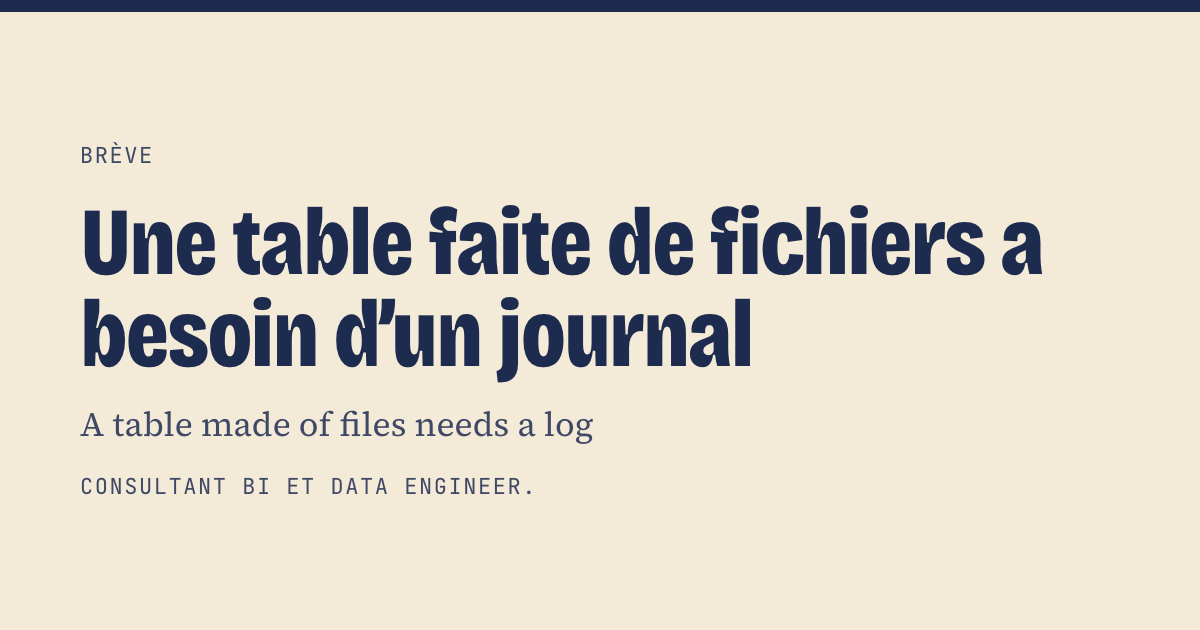 BRÈVE
Une table faite de fichiers a
besoin d’un journal
A table made of files needs a log
CONSULTANT BI ET DATA ENGINEER.